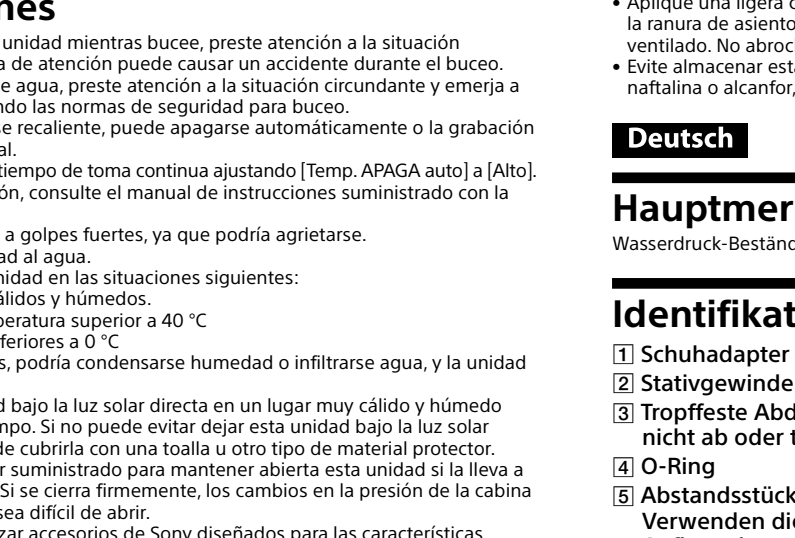 nes
unidad mientras bucee, preste atención a la situación
a de atención puede causar un accidente durante el buceo.
e agua, preste atención a la situación circundante y emerja a
ndo las normas de seguridad para buceo.
se recaliente, puede apagarse automáticamente o la grabación
al.
tiempo de toma continua ajustando [Temp. APAGA auto] a [Alto].
ón, consulte el manual de instrucciones suministrado con la
a golpes fuertes, ya que podría agrietarse.
ad al agua.
nidad en las situaciones siguientes:
álidos y húmedos.
peratura superior a 40 °C
feriores a 0 °C
s, podría condensarse humedad o infiltrarse agua, y la unidad
d bajo la luz solar directa en un lugar muy cálido y húmedo
mpo. Si no puede evitar dejar esta unidad bajo la luz solar
de cubrirla con una toalla u otro tipo de material protector.
r suministrado para mantener abierta esta unidad si la lleva a
Si se cierra firmemente, los cambios en la presión de la cabina
sea difícil de abrir.
zar accesorios de Sony diseñados para las características
• Aplique una ligera
la ranura de asiento
ventilado. No abroc
• Evite almacenar est
naftalina o alcanfor,
Deutsch
Hauptmer
Wasserdruck-Beständ
Identifikat
1 Schuhadapter
2 Stativgewinde
3 Tropffeste Abd
nicht ab oder t
4 O-Ring
5 Abstandsstück
Verwenden die